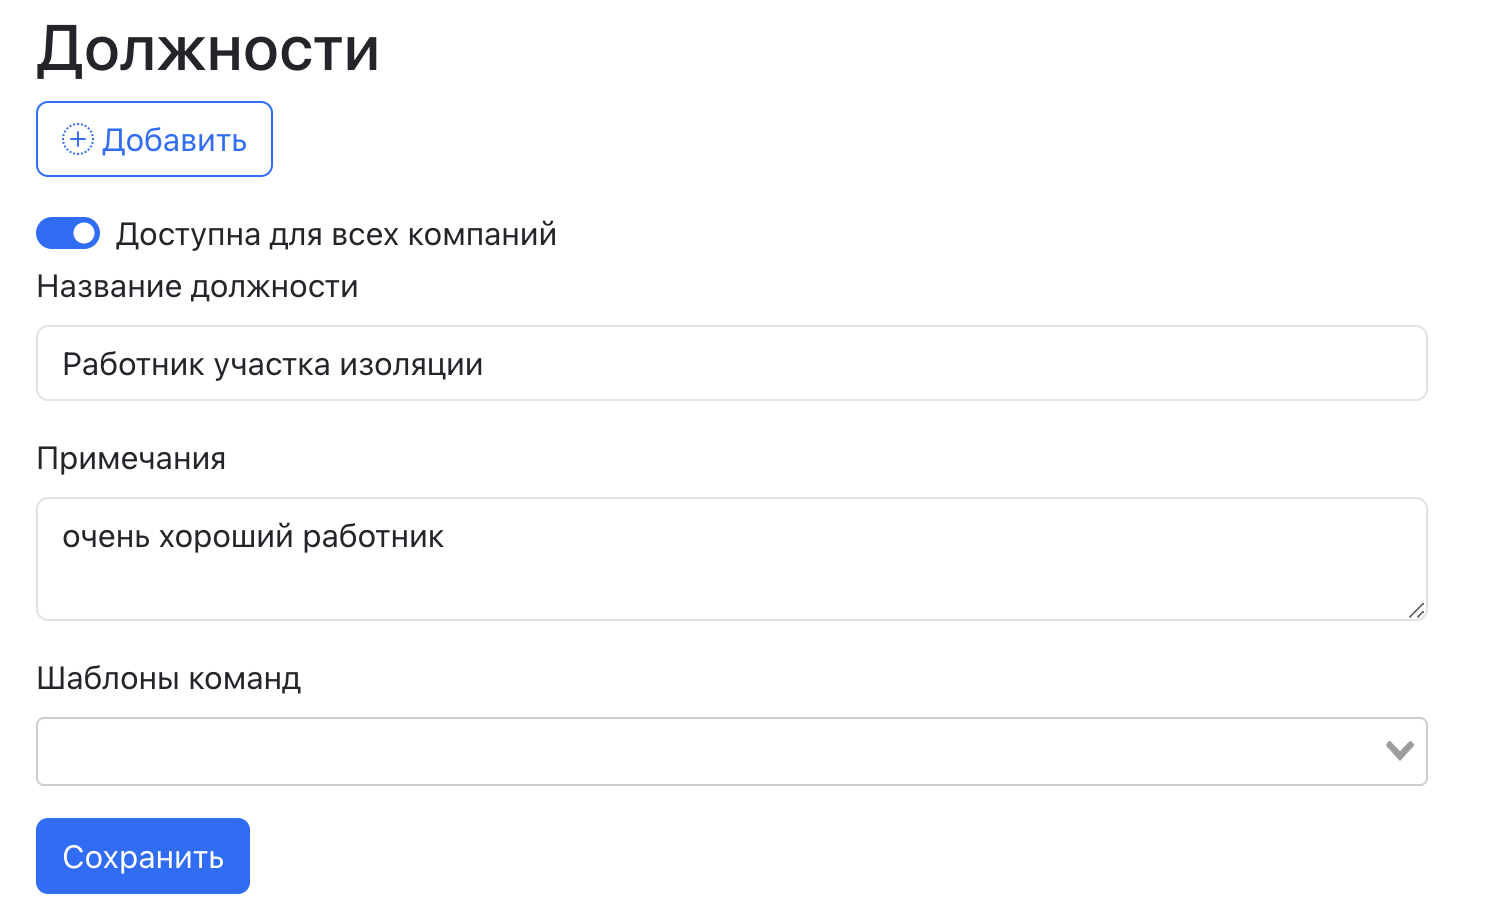 Должности
Добавить
Доступна для всех компаний
Название должности
Работник участка изоляции
Примечания
очень хороший работник
Шаблоны команд
Сохранить